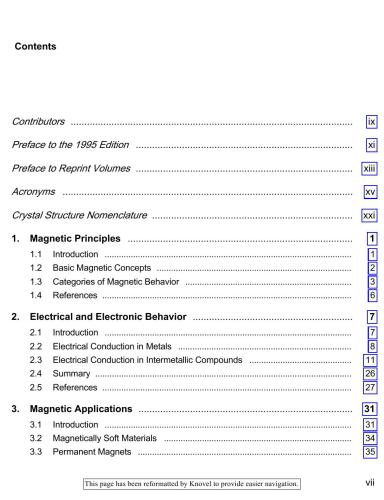 Contents
Contributors ix
Preface to the 1995 Edition xi
Preface to Reprint Volumes xiii
Acronyms xv
Crystal Structure Nomenclature xxi
1. Magnetic Principles 1
1.1 Introduction 1
1.2 Basic Magnetic Concepts 2
1.3 Categories of Magnetic Behavior 3
1.4 References 6
2. Electrical and Electronic Behavior 7
2.1 Introduction 7
2.2 Electrical Conduction in Metals 8
2.3 Electrical Conduction in Intermetallic Compounds 11
2.4 Summary 26
2.5 References 27
3. Magnetic Applications 31
3.1 Introduction 31
3.2 Magnetically Soft Materials 34
3.3 Permanent Magnets 35
This page has been reformatted by Knovel to provide easier navigation. vii